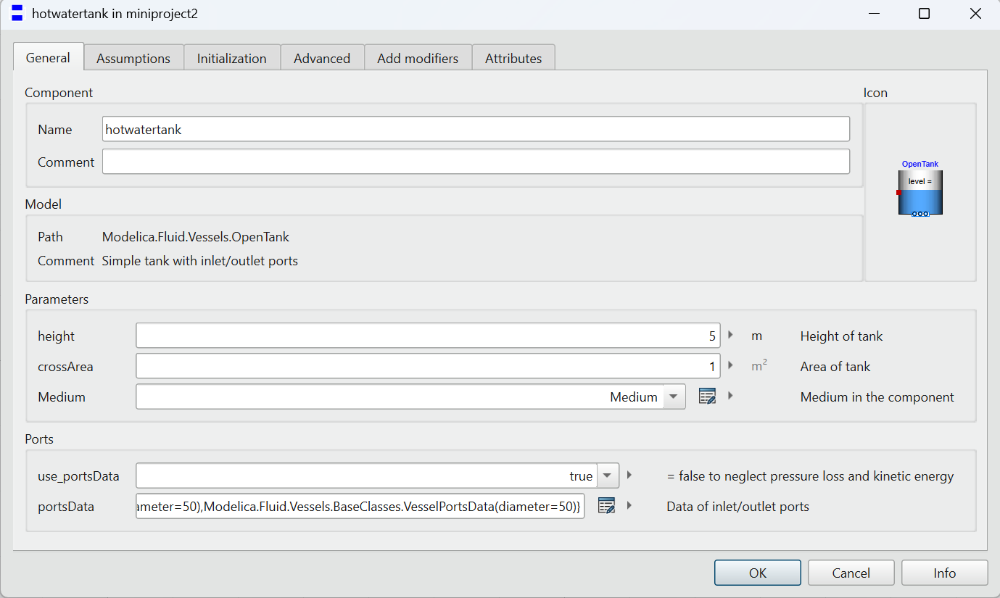 hotwatertank in miniproject2
General Assumptions Initialization Advanced Add modifiers Attributes
Component
Icon
Name hotwatertank
Comment
OpenTank
level =
Model
Path Modelica.Fluid.Vessels.OpenTank
Comment Simple tank with inlet/outlet ports
Parameters
height 5 m Height of tank
crossArea 1 m² Area of tank
Medium Medium Medium in the component
Ports
use_portsData true = false to neglect pressure loss and kinetic energy
portsData ameter=50),Modelica.Fluid.Vessels.BaseClasses.VesselPortsData(diameter=50)} Data of inlet/outlet ports
OK Cancel Info